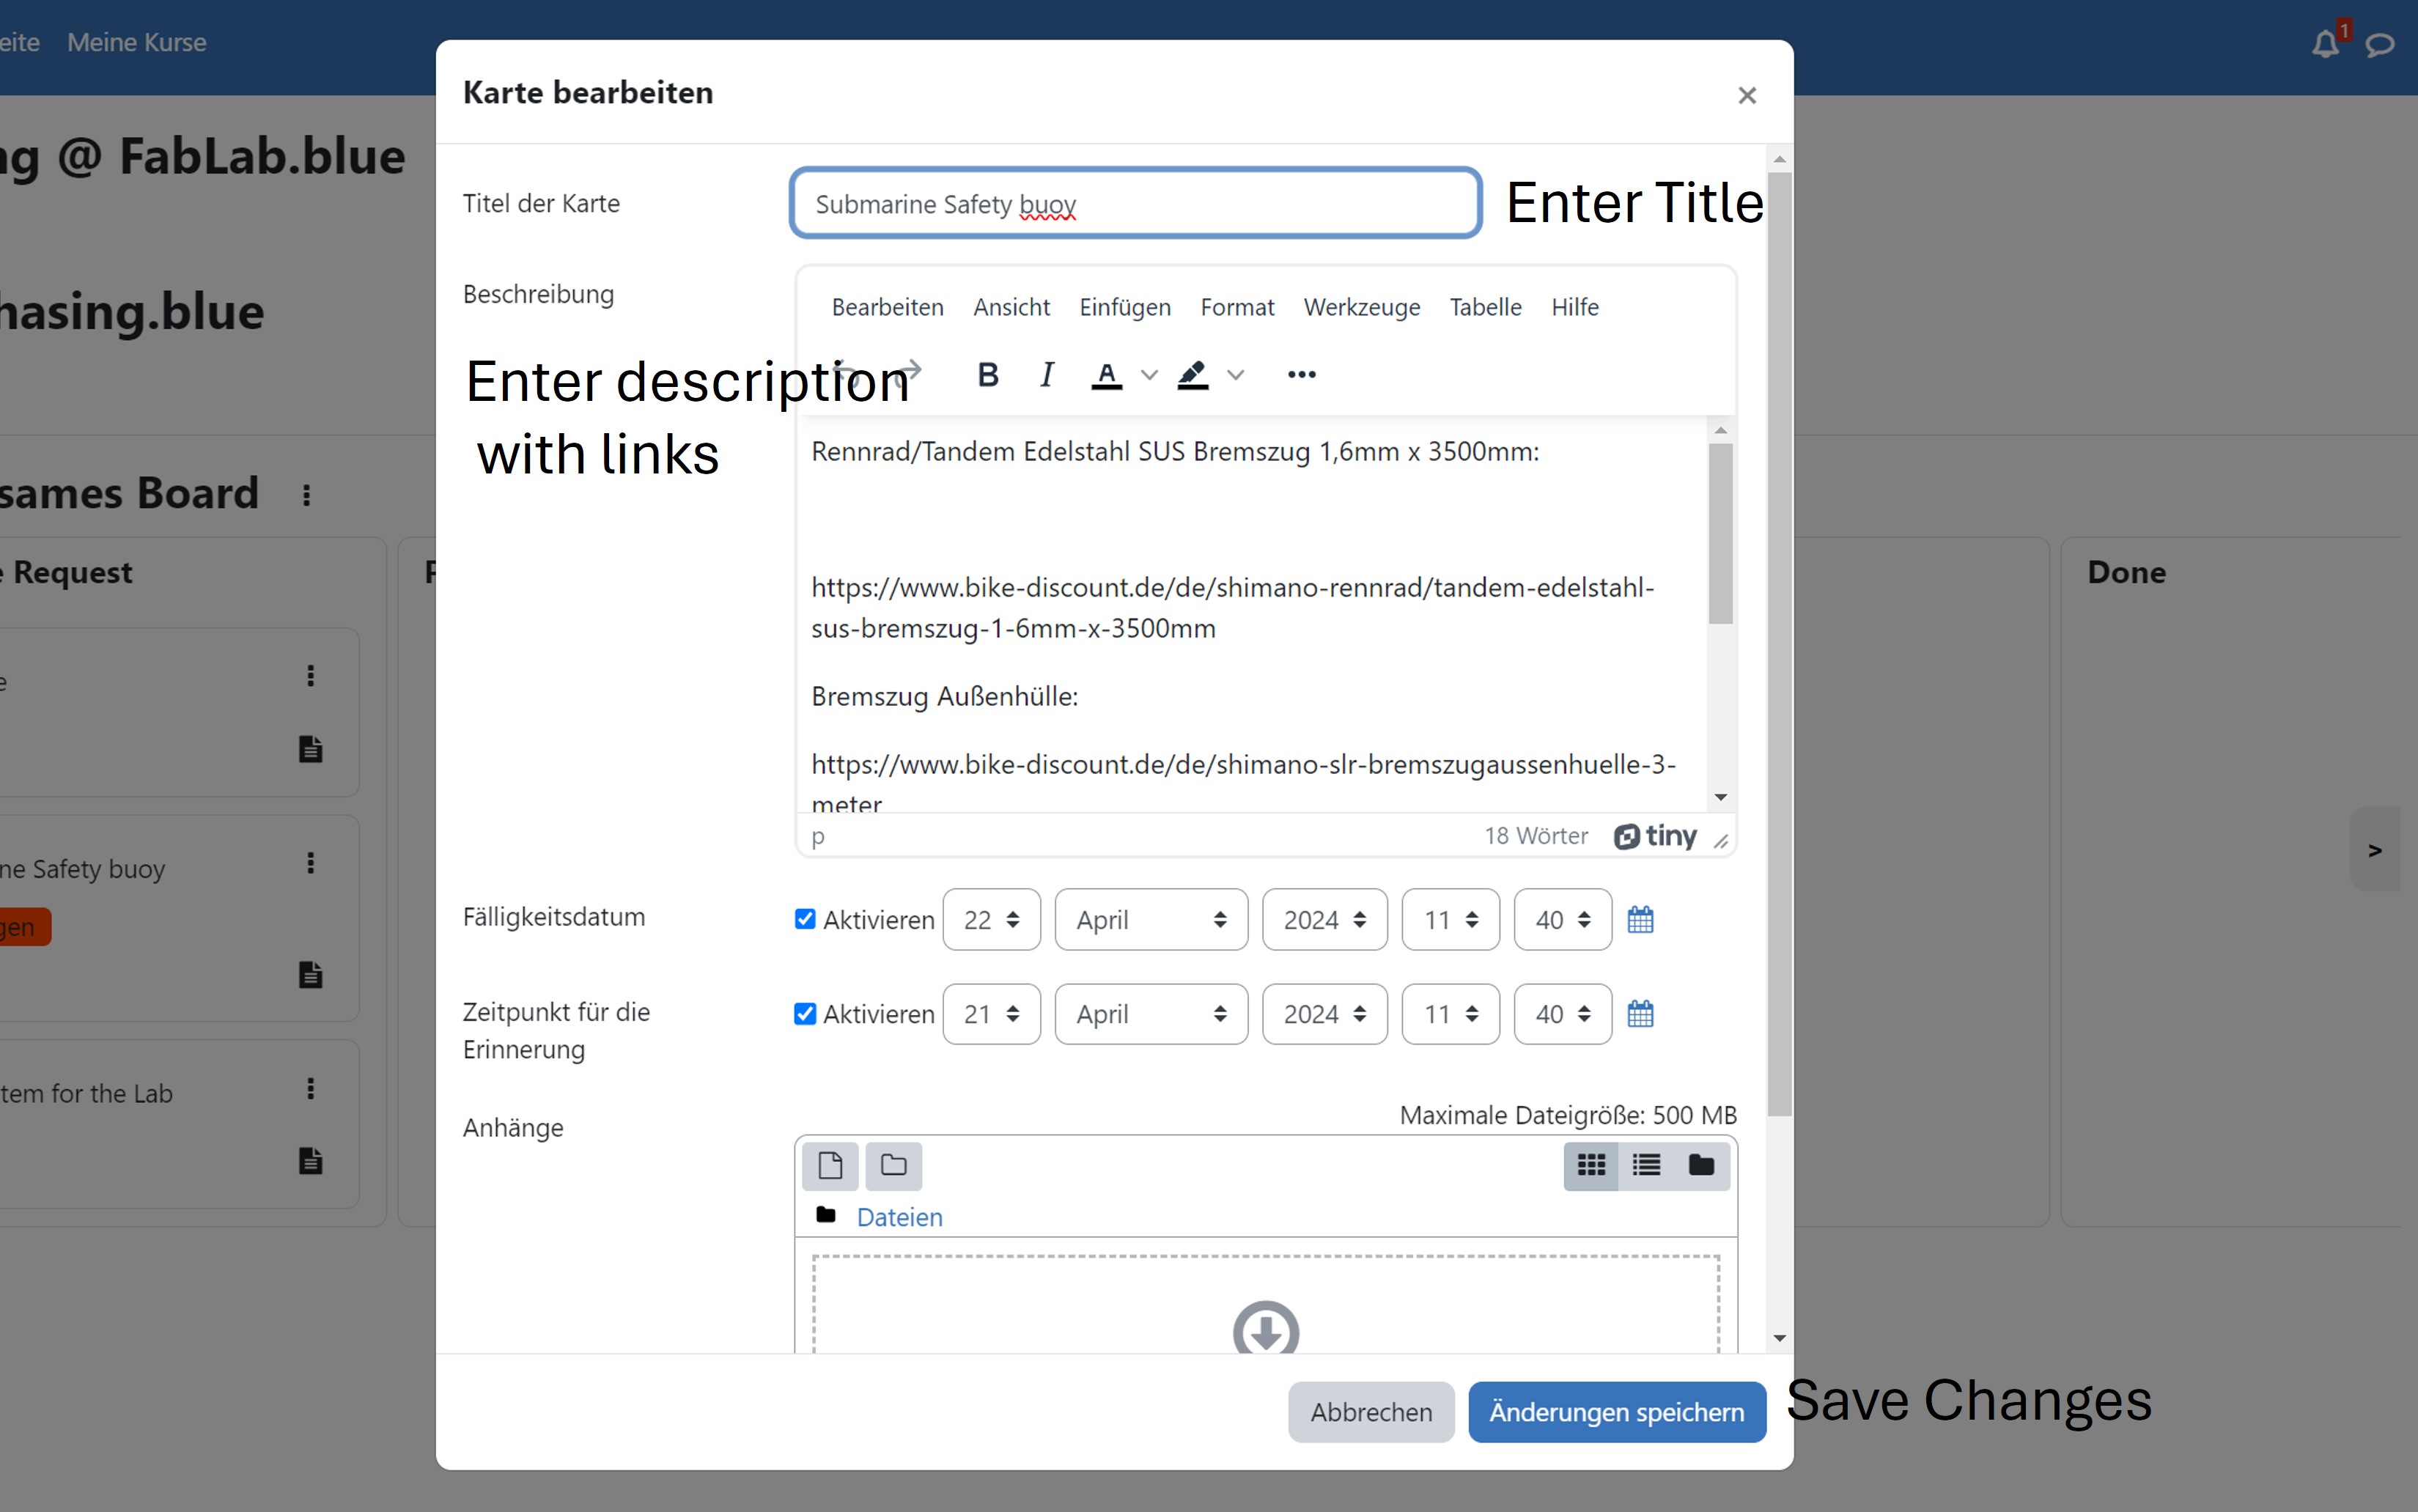 eite Meine Kurse
1
ng @ FabLab.blue
hasing.blue
sames Board
e Request
Done
e
ne Safety buoy
gen
tem for the Lab
>
Karte bearbeiten
×
Titel der Karte
Submarine Safety buoy
Enter Title
Beschreibung
Bearbeiten Ansicht Einfügen Format Werkzeuge Tabelle Hilfe
Enter description
with links
B I A
Rennrad/Tandem Edelstahl SUS Bremszug 1,6mm x 3500mm:
https://www.bike-discount.de/de/shimano-rennrad/tandem-edelstahl-
sus-bremszug-1-6mm-x-3500mm
Bremszug Außenhülle:
https://www.bike-discount.de/de/shimano-slr-bremszugaussenhuelle-3-
meter
p 18 Wörter tiny
Fälligkeitsdatum Aktivieren 22 April 2024 11 40
Zeitpunkt für die
Erinnerung
Aktivieren 21 April 2024 11 40
Anhänge
Maximale Dateigröße: 500 MB
Dateien
Abbrechen Änderungen speichern
Save Changes